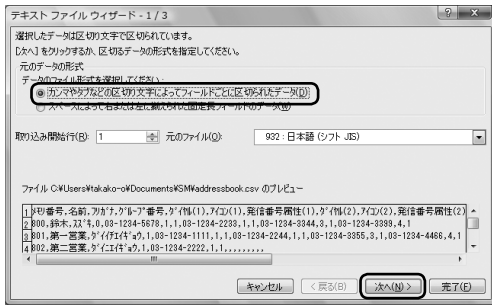 テキスト ファイル ウィザード - 1 / 3
選択したデータは区切り文字で区切られています。
[次へ] をクリックするか、区切るデータの形式を指定してください。
元のデータの形式
データのファイル形式を選択してください:
カンマやタブなどの区切り文字によってフィールドごとに区切られたデータ(D)
スペースによって右または左に揃えられた固定長フィールドのデータ(W)
取り込み開始行(R): 1 元のファイル(O): 932 : 日本語 (シフト JIS)
ファイル C:¥Users¥takako-o¥Documents¥SM¥addressbook.csv のプレビュー
1 メモリ番号,名前,フリガナ,グループ番号,ダイヤル(1),アイコン(1),発信番号属性(1),ダイヤル(2),アイコン(2),発信番号属性(2)
2 800,鈴木,スズキ,0,03-1234-5678,1,1,03-1234-2233,1,1,03-1234-3344,3,1,03-1234-3399,4,1
3 801,第一営業,ダイイチエイギョウ,03-1234-1111,1,1,03-1234-2244,1,1,03-1234-3355,3,1,03-1234-4466,4,1
4 802,第二営業,ダイニエイギョウ,03-1234-2222,1,1,,,,,,,,,
キャンセル < 戻る(B) 次へ(N) > 完了(F)